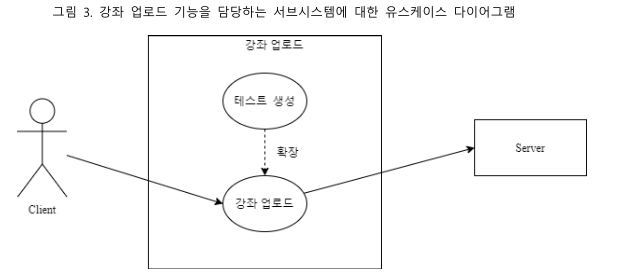 그림 3. 강좌 업로드 기능을 담당하는 서브시스템에 대한 유스케이스 다이어그램
강좌 업로드
테스트 생성
확장
Server
강좌 업로드
Client